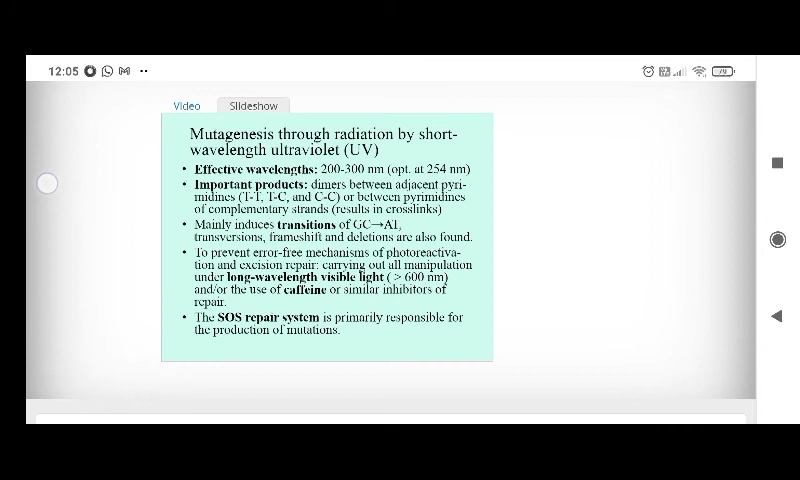 12:05
79
Video Slideshow
Mutagenesis through radiation by short-
wavelength ultraviolet (UV)
• Effective wavelengths: 200-300 nm (opt. at 254 nm)
• Important products: dimers between adjacent pyri-
midines (T-T, T-C, and C-C) or between pyrimidines
of complementary strands (results in crosslinks)
• Mainly induces transitions of GC→AT,
transversions, frameshift and deletions are also found.
• To prevent error-free mechanisms of photoreactiva-
tion and excision repair: carrying out all manipulation
under long-wavelength visible light ( > 600 nm)
and/or the use of caffeine or similar inhibitors of
repair.
• The SOS repair system is primarily responsible for
the production of mutations.